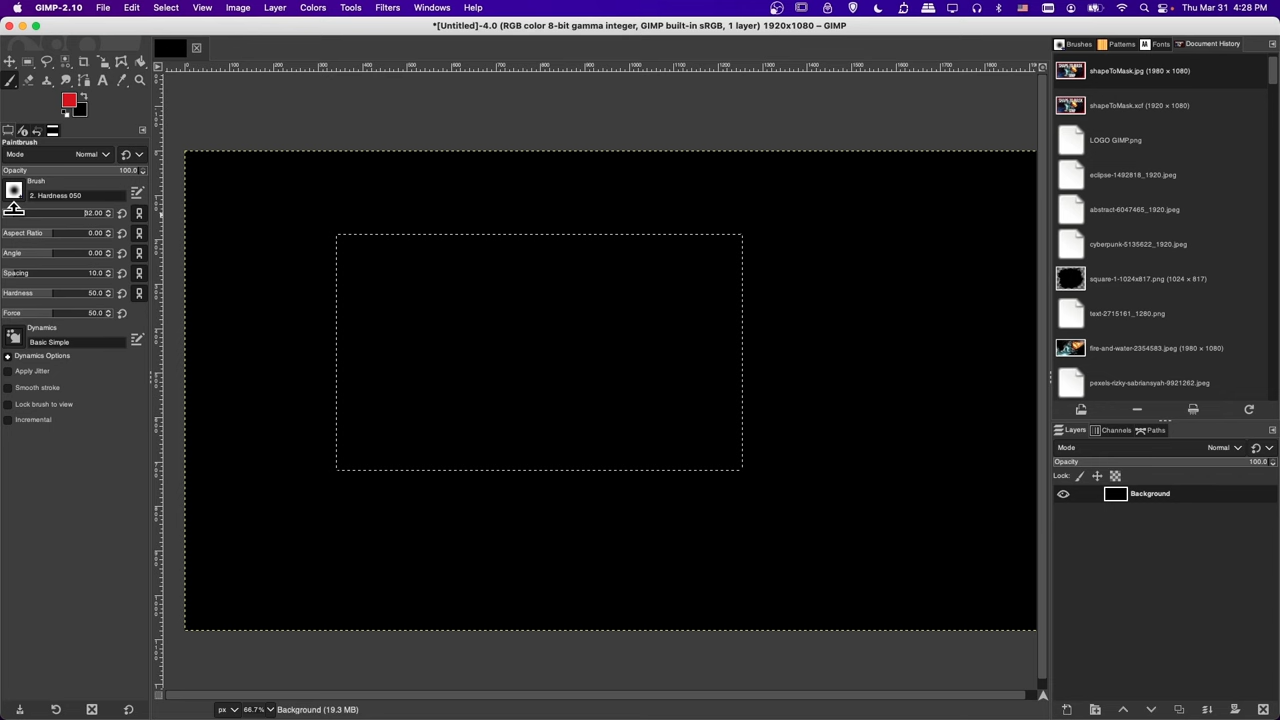 GIMP-2.10 File Edit Select View Image Layer Colors Tools Filters Windows Help Thu Mar 31 4:28 PM
*[Untitled]-4.0 (RGB color 8-bit gamma integer, GIMP built-in sRGB, 1 layer) 1920x1080 – GIMP
Brushes Patterns Fonts Document History
shapeToMask.jpg (1980 × 1080)
shapeToMask.xcf (1920 × 1080)
LOGO GIMP.png
eclipse-1492818_1920.jpeg
abstract-6047465_1920.jpeg
cyberpunk-5135622_1920.jpeg
square-1-1024x817.png (1024 × 817)
text-2715161_1280.png
fire-and-water-2354583.jpeg (1980 × 1080)
pexels-rizky-sabriansyah-9921262.jpeg
Paintbrush
Mode Normal
Opacity 100.0
Brush
2. Hardness 050
32.00
Aspect Ratio 0.00
Angle 0.00
Spacing 10.0
Hardness 50.0
Force 50.0
Dynamics
Basic Simple
Dynamics Options
Apply Jitter
Smooth stroke
Lock brush to view
Incremental
Layers Channels Paths
Mode Normal
Opacity 100.0
Lock:
Background
px 66.7% Background (19.3 MB)